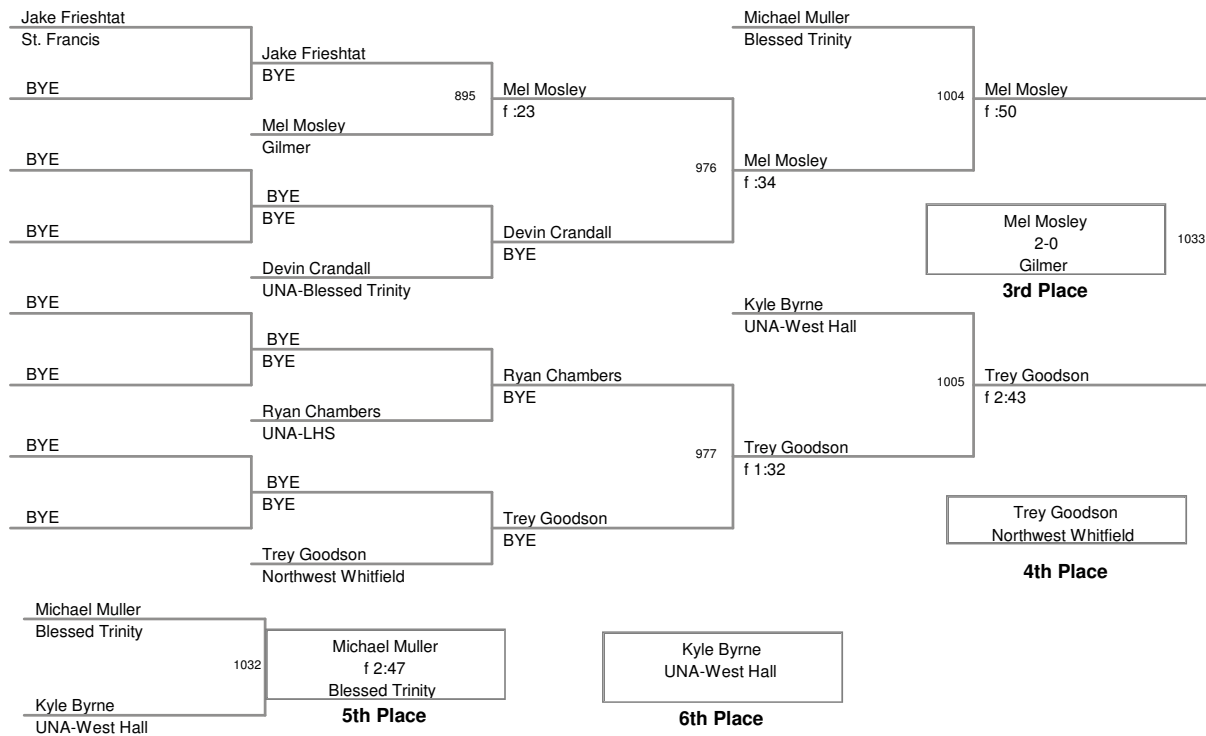 Jake Frieshtat
St. Francis
BYE
Jake Frieshtat
BYE
895
Mel Mosley
Gilmer
Mel Mosley
f :23
BYE
BYE
BYE
BYE
Devin Crandall
UNA-Blessed Trinity
Devin Crandall
BYE
976
Mel Mosley
f :34
Michael Muller
Blessed Trinity
1004
Mel Mosley
f :50
Mel Mosley
2-0
Gilmer
1033
3rd Place
BYE
BYE
BYE
BYE
Ryan Chambers
UNA-LHS
Ryan Chambers
BYE
BYE
BYE
BYE
BYE
Trey Goodson
Northwest Whitfield
Trey Goodson
BYE
977
Trey Goodson
f 1:32
Kyle Byrne
UNA-West Hall
1005
Trey Goodson
f 2:43
Trey Goodson
Northwest Whitfield
4th Place
Michael Muller
Blessed Trinity
1032
Kyle Byrne
UNA-West Hall
Michael Muller
f 2:47
Blessed Trinity
5th Place
Kyle Byrne
UNA-West Hall
6th Place